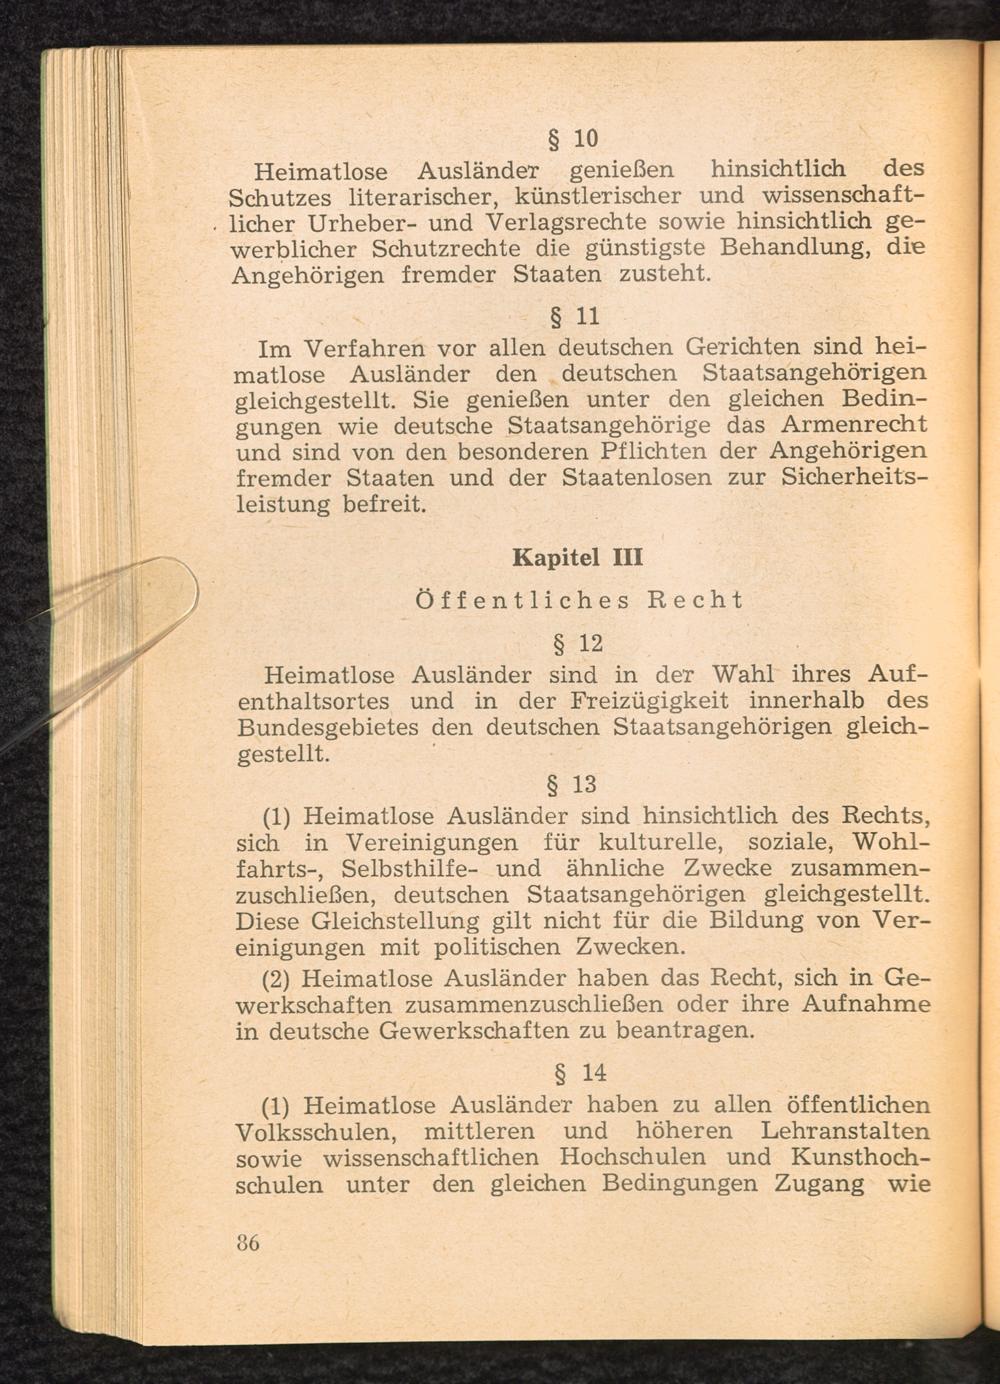 § 10
Heimatlose Ausländer genießen hinsichtlich des
Schutzes literarischer, künstlerischer und wissenschaft-
licher Urheber- und Verlagsrechte sowie hinsichtlich ge-
werblicher Schutzrechte die günstigste Behandlung, die
Angehörigen fremder Staaten zusteht.
§ 11
Im Verfahren vor allen deutschen Gerichten sind hei-
matlose Ausländer den deutschen Staatsangehörigen
gleichgestellt. Sie genießen unter den gleichen Bedin-
gungen wie deutsche Staatsangehörige das Armenrecht
und sind von den besonderen Pflichten der Angehörigen
fremder Staaten und der Staatenlosen zur Sicherheits-
leistung befreit.
Kapitel III
Öffentliches Recht
§ 12
Heimatlose Ausländer sind in der Wahl ihres Auf-
enthaltsortes und in der Freizügigkeit innerhalb des
Bundesgebietes den deutschen Staatsangehörigen gleich-
gestellt.
§ 13
(1) Heimatlose Ausländer sind hinsichtlich des Rechts,
sich in Vereinigungen für kulturelle, soziale, Wohl-
fahrts-, Selbsthilfe- und ähnliche Zwecke zusammen-
zuschließen, deutschen Staatsangehörigen gleichgestellt.
Diese Gleichstellung gilt nicht für die Bildung von Ver-
einigungen mit politischen Zwecken.
(2) Heimatlose Ausländer haben das Recht, sich in Ge-
werkschaften zusammenzuschließen oder ihre Aufnahme
in deutsche Gewerkschaften zu beantragen.
§ 14
(1) Heimatlose Ausländer haben zu allen öffentlichen
Volksschulen, mittleren und höheren Lehranstalten
sowie wissenschaftlichen Hochschulen und Kunsthoch-
schulen unter den gleichen Bedingungen Zugang wie
86